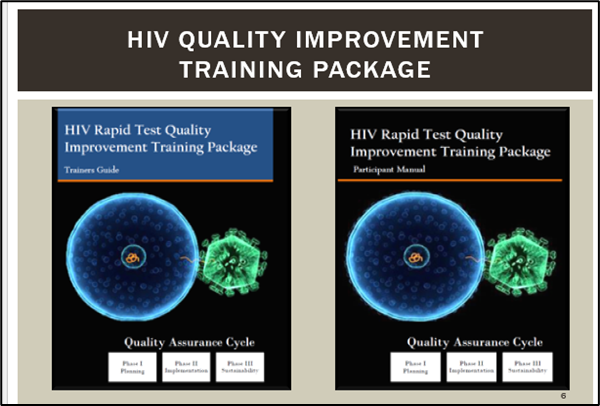 HIV QUALITY IMPROVEMENT
TRAINING PACKAGE
HIV Rapid Test Quality
Improvement Training Package
Trainers Guide
Quality Assurance Cycle
Phase I
Planning
Phase II
Implementation
Phase III
Sustainability
HIV Rapid Test Quality
Improvement Training Package
Participant Manual
Quality Assurance Cycle
Phase I
Planning
Phase II
Implementation
Phase III
Sustainability
6